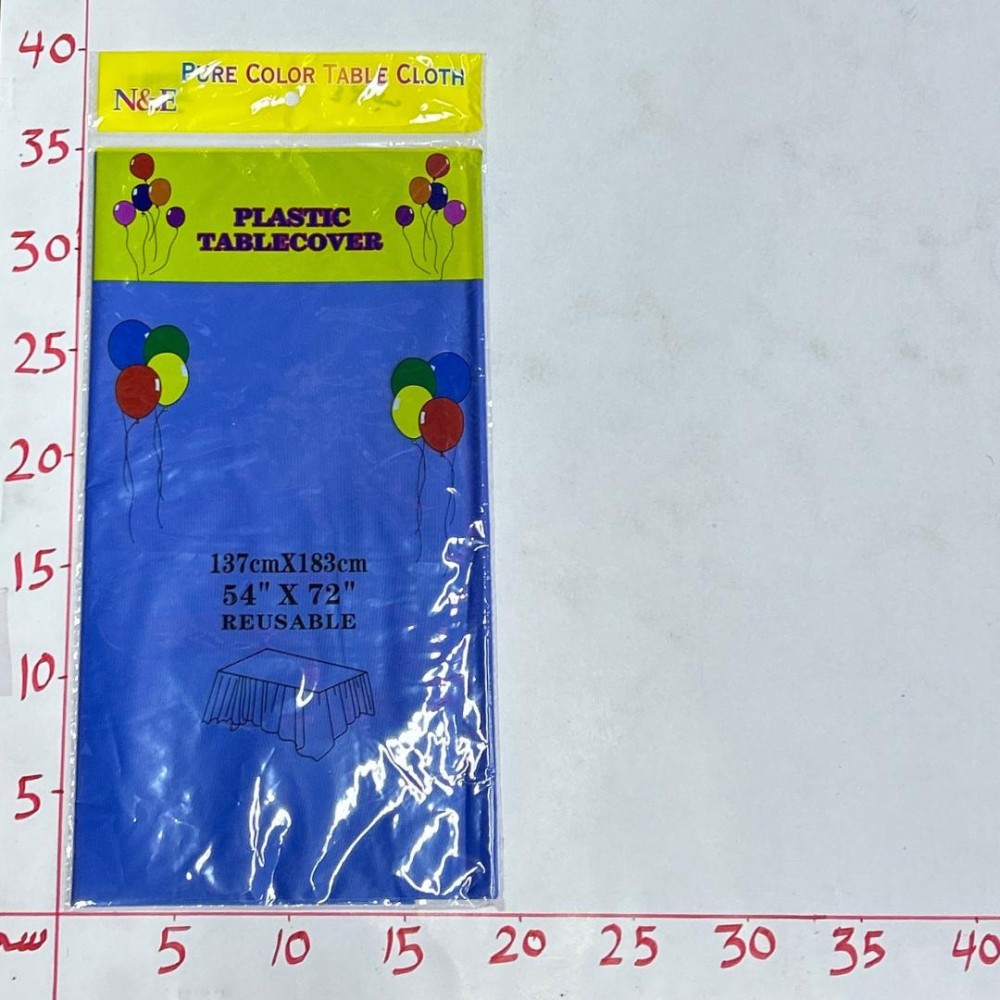 40
PURE COLOR TABLE CLOTH
N&E
35
PLASTIC
TABLECOVER
30
25
20
137cmX183cm
54" X 72"
REUSABLE
15
10
5
5 10 15 20 25 30 35 40